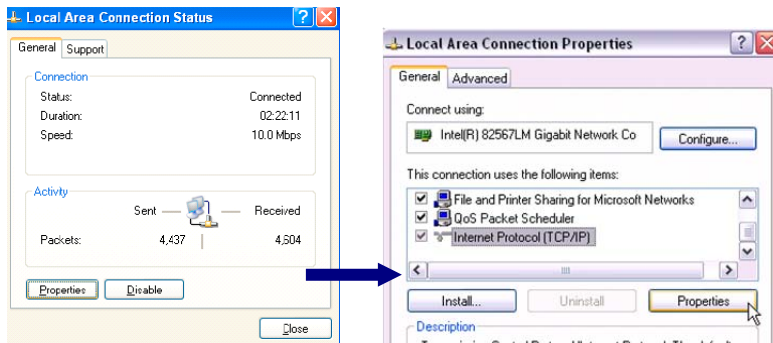 Local Area Connection Status
General Support
Connection
Status: Connected
Duration: 02:22:11
Speed: 10.0 Mbps
Activity
Sent Received
Packets: 4,437 4,604
Properties Disable
Close
Local Area Connection Properties
General Advanced
Connect using:
Intel(R) 82567LM Gigabit Network Co Configure...
This connection uses the following items:
File and Printer Sharing for Microsoft Networks
QoS Packet Scheduler
Internet Protocol (TCP/IP)
Install... Uninstall Properties
Description